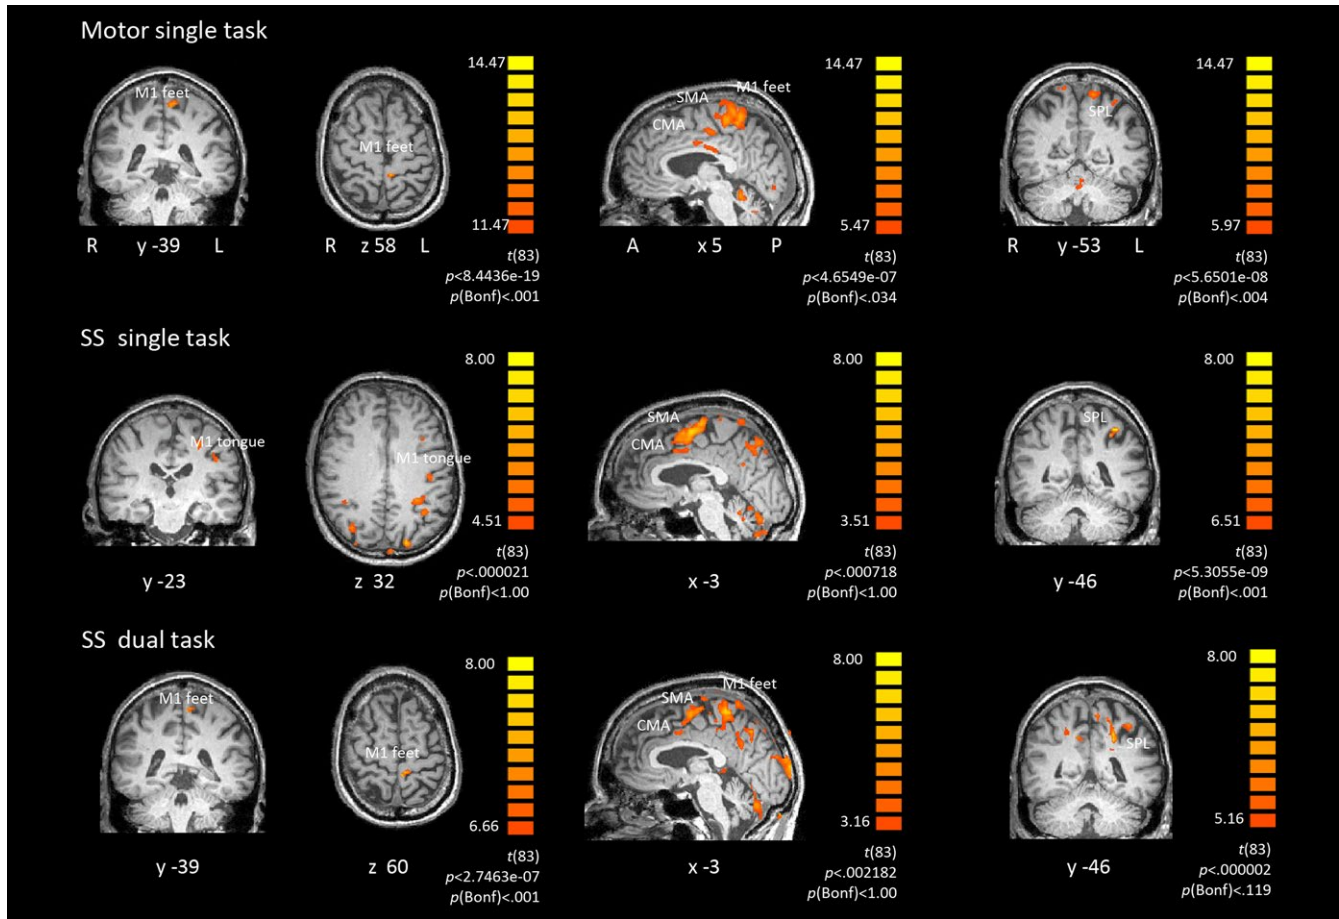 Motor single task
14.47
14.47
14.47
M1 feet
SMA
M1 feet
CMA
SPL
M1 feet
11.47
5.47
5.97
R y -39 L
R z 58 L
A x 5 P
R y -53 L
t(83)
p<8.4436e-19
p(Bonf)<.001
t(83)
p<4.6549e-07
p(Bonf)<.034
t(83)
p<5.6501e-08
p(Bonf)<.004
SS single task
8.00
8.00
8.00
M1 tongue
M1 tongue
SMA
CMA
SPL
4.51
3.51
6.51
y -23
z 32
x -3
y -46
t(83)
p<.000021
p(Bonf)<1.00
t(83)
p<.000718
p(Bonf)<1.00
t(83)
p<5.3055e-09
p(Bonf)<.001
SS dual task
8.00
8.00
8.00
M1 feet
M1 feet
SMA
M1 feet
CMA
SPL
6.66
3.16
5.16
y -39
z 60
x -3
y -46
t(83)
p<2.7463e-07
p(Bonf)<.001
t(83)
p<.002182
p(Bonf)<1.00
t(83)
p<.000002
p(Bonf)<.119